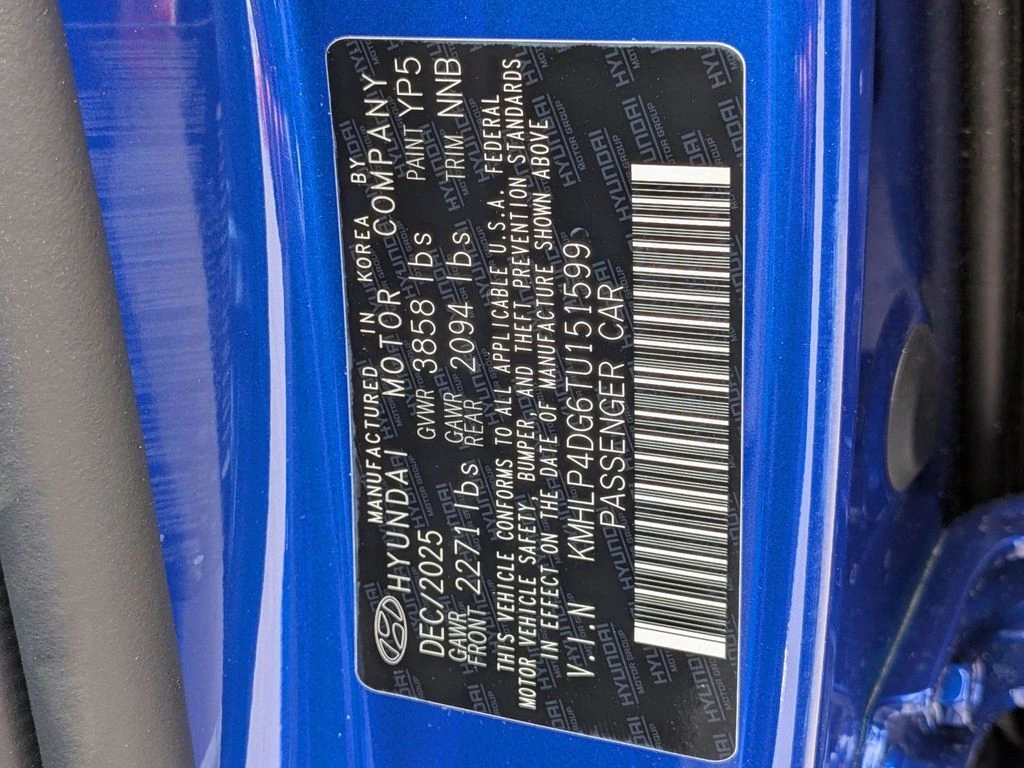 MANUFACTURED IN KOREA BY
HYUNDAI MOTOR COMPANY
DEC/2025 GVWR 3858 lbs PAINT YP5
GAWR FRONT 2271 lbs GAWR REAR 2094 lbs TRIM NNB
THIS VEHICLE CONFORMS TO ALL APPLICABLE U.S.A. FEDERAL
MOTOR VEHICLE SAFETY, BUMPER, AND THEFT PREVENTION STANDARDS
IN EFFECT ON THE DATE OF MANUFACTURE SHOWN ABOVE
V.I.N KMHLP4DG6TU151599
PASSENGER CAR